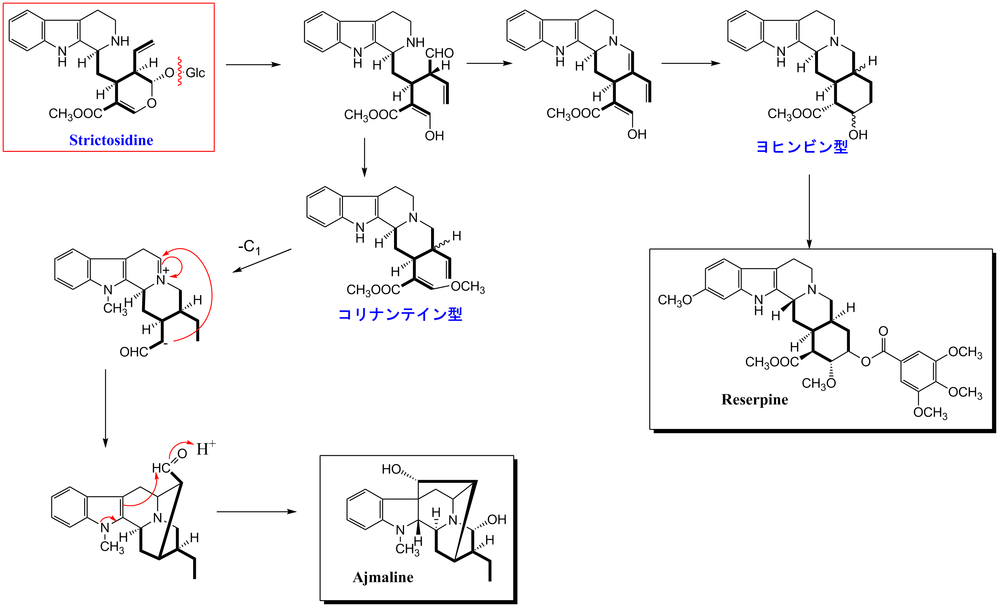 NH
N
H
H
H
O
Glc
H
O
CH3OOC
Strictosidine
NH
N
H
H
CHO
H
H
CH3OOC
OH
N
N
H
H
H
CH3OOC
OH
N
N
H
H
H
H
CH3OOC
OH
ヨヒンビン型
N
N
H
H
H
H
CH3OOC
OCH3
コリナンテイン型
-C1
+
N
N
CH3
H
H
H
-
OHC
N
N
H
H
H
H
CH3O
CH3OOC
CH3O
O
O
OCH3
OCH3
OCH3
Reserpine
H+
O
HC
N
N
CH3
H
H
HO
H
N
N
CH3
H
OH
H
Ajmaline